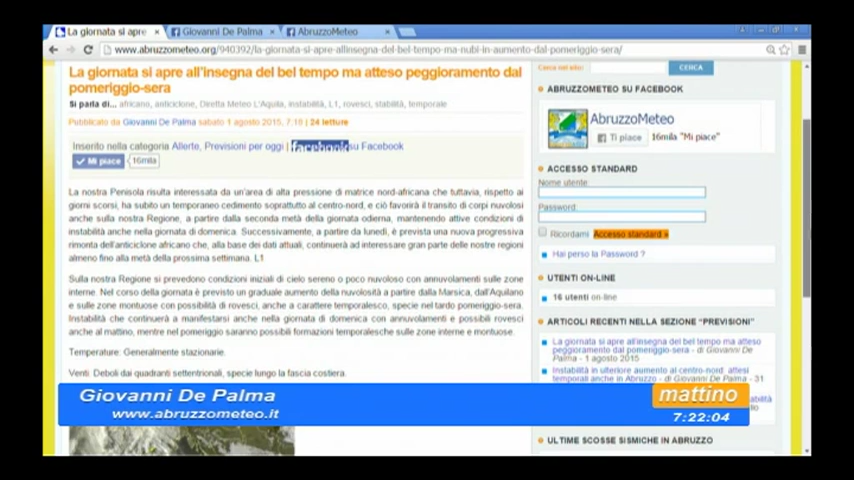 La giornata si apre
Giovanni De Palma
AbruzzoMeteo
www.abruzzometeo.org/940392/la-giornata-si-apre-allinsegna-del-bel-tempo-ma-nubi-in-aumento-dal-pomeriggio-sera/
La giornata si apre all'insegna del bel tempo ma atteso peggioramento dal
pomeriggio-sera
Si parla di... africano, anticiclone, Diretta Meteo L'Aquila, instabilità, L1, rovesci, stabilità, temporale
Pubblicato da Giovanni De Palma sabato 1 agosto 2015, 7:18 | 24 letture
Inserito nella categoria Allerte, Previsioni per oggi | facebook su Facebook
Mi piace 16mila
La nostra Penisola risulta interessata da un'area di alta pressione di matrice nord-africana che tuttavia, rispetto ai
giorni scorsi, ha subito un temporaneo cedimento soprattutto al centro-nord, e ciò favorirà il transito di corpi nuvolosi
anche sulla nostra Regione, a partire dalla seconda metà della giornata odierna, mantenendo attive condizioni di
instabilità anche nella giornata di domenica. Successivamente, a partire da lunedì, è prevista una nuova progressiva
rimonta dell'anticiclone africano che, alla base dei dati attuali, continuerà ad interessare gran parte delle nostre regioni
almeno fino alla metà della prossima settimana. L1
Sulla nostra Regione si prevedono condizioni iniziali di cielo sereno o poco nuvoloso con annuvolamenti sulle zone
interne. Nel corso della giornata è previsto un graduale aumento della nuvolosità a partire dalla Marsica, dall'Aquilano
e sulle zone montuose con possibilità di rovesci, anche a carattere temporalesco, specie nel tardo pomeriggio-sera.
Instabilità che continuerà a manifestarsi anche nella giornata di domenica con annuvolamenti e possibili rovesci
anche al mattino, mentre nel pomeriggio saranno possibili formazioni temporalesche sulle zone interne e montuose.
Temperature: Generalmente stazionarie.
Venti: Deboli dai quadranti settentrionali, specie lungo la fascia costiera.
Cerca nel sito: CERCA
ABRUZZOMETEO SU FACEBOOK
AbruzzoMeteo
Ti piace 16mila "Mi piace"
ACCESSO STANDARD
Nome utente:
Password:
Ricordami Accesso standard »
Hai perso la Password ?
UTENTI ON-LINE
16 utenti on-line
ARTICOLI RECENTI NELLA SEZIONE "PREVISIONI"
La giornata si apre all'insegna del bel tempo ma atteso
peggioramento dal pomeriggio-sera - di Giovanni De
Palma - 1 agosto 2015
Instabilità in ulteriore aumento al centro-nord attesi
temporali anche in Abruzzo - di Giovanni De Palma - 31
ULTIME SCOSSE SISMICHE IN ABRUZZO
Giovanni De Palma
www.abruzzometeo.it
mattino
7:22:04